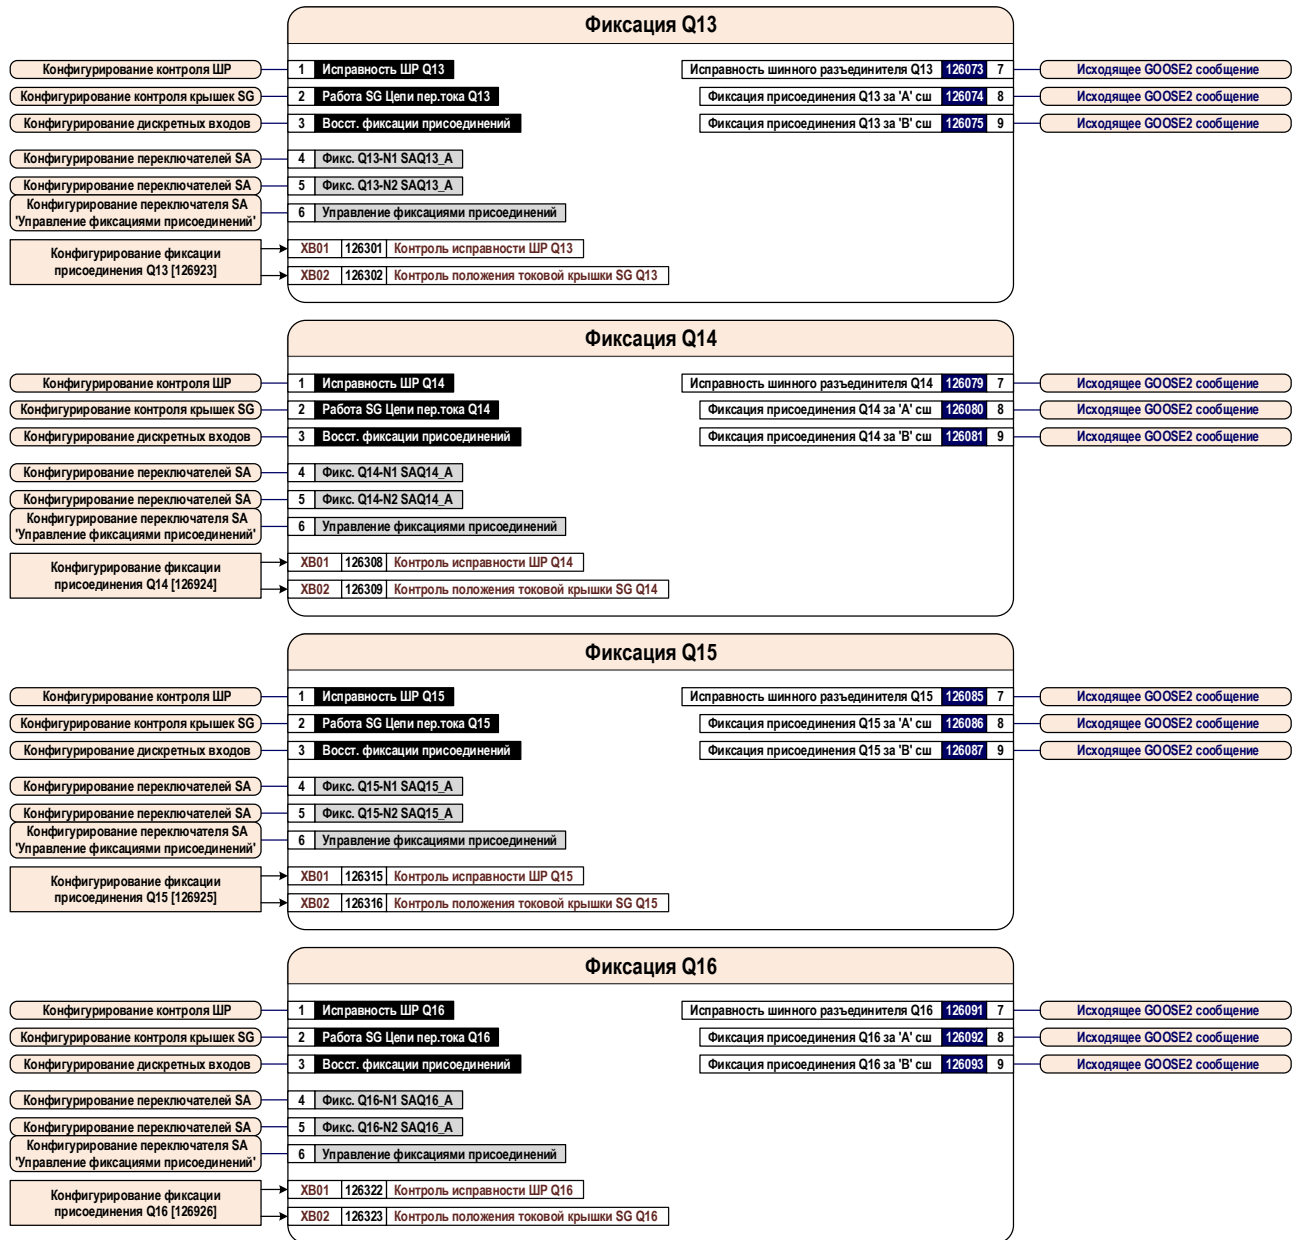 Фиксация Q13
Конфигурирование контроля ШР 1 Исправность ШР Q13 Исправность шинного разъединителя Q13 126073 7 Исходящее GOOSE2 сообщение
Конфигурирование контроля крышек SG 2 Работа SG Цепи пер.тока Q13 Фиксация присоединения Q13 за 'A' сш 126074 8 Исходящее GOOSE2 сообщение
Конфигурирование дискретных входов 3 Восст. фиксации присоединений Фиксация присоединения Q13 за 'B' сш 126075 9 Исходящее GOOSE2 сообщение
Конфигурирование переключателей SA 4 Фикс. Q13-N1 SAQ13_A
Конфигурирование переключателей SA 5 Фикс. Q13-N2 SAQ13_A
Конфигурирование переключателя SA
'Управление фиксациями присоединений' 6 Управление фиксациями присоединений
Конфигурирование фиксации
присоединения Q13 [126923]
XB01 126301 Контроль исправности ШР Q13
XB02 126302 Контроль положения токовой крышки SG Q13
Фиксация Q14
Конфигурирование контроля ШР 1 Исправность ШР Q14 Исправность шинного разъединителя Q14 126079 7 Исходящее GOOSE2 сообщение
Конфигурирование контроля крышек SG 2 Работа SG Цепи пер.тока Q14 Фиксация присоединения Q14 за 'A' сш 126080 8 Исходящее GOOSE2 сообщение
Конфигурирование дискретных входов 3 Восст. фиксации присоединений Фиксация присоединения Q14 за 'B' сш 126081 9 Исходящее GOOSE2 сообщение
Конфигурирование переключателей SA 4 Фикс. Q14-N1 SAQ14_A
Конфигурирование переключателей SA 5 Фикс. Q14-N2 SAQ14_A
Конфигурирование переключателя SA
'Управление фиксациями присоединений' 6 Управление фиксациями присоединений
Конфигурирование фиксации
присоединения Q14 [126924]
XB01 126308 Контроль исправности ШР Q14
XB02 126309 Контроль положения токовой крышки SG Q14
Фиксация Q15
Конфигурирование контроля ШР 1 Исправность ШР Q15 Исправность шинного разъединителя Q15 126085 7 Исходящее GOOSE2 сообщение
Конфигурирование контроля крышек SG 2 Работа SG Цепи пер.тока Q15 Фиксация присоединения Q15 за 'A' сш 126086 8 Исходящее GOOSE2 сообщение
Конфигурирование дискретных входов 3 Восст. фиксации присоединений Фиксация присоединения Q15 за 'B' сш 126087 9 Исходящее GOOSE2 сообщение
Конфигурирование переключателей SA 4 Фикс. Q15-N1 SAQ15_A
Конфигурирование переключателей SA 5 Фикс. Q15-N2 SAQ15_A
Конфигурирование переключателя SA
'Управление фиксациями присоединений' 6 Управление фиксациями присоединений
Конфигурирование фиксации
присоединения Q15 [126925]
XB01 126315 Контроль исправности ШР Q15
XB02 126316 Контроль положения токовой крышки SG Q15
Фиксация Q16
Конфигурирование контроля ШР 1 Исправность ШР Q16 Исправность шинного разъединителя Q16 126091 7 Исходящее GOOSE2 сообщение
Конфигурирование контроля крышек SG 2 Работа SG Цепи пер.тока Q16 Фиксация присоединения Q16 за 'A' сш 126092 8 Исходящее GOOSE2 сообщение
Конфигурирование дискретных входов 3 Восст. фиксации присоединений Фиксация присоединения Q16 за 'B' сш 126093 9 Исходящее GOOSE2 сообщение
Конфигурирование переключателей SA 4 Фикс. Q16-N1 SAQ16_A
Конфигурирование переключателей SA 5 Фикс. Q16-N2 SAQ16_A
Конфигурирование переключателя SA
'Управление фиксациями присоединений' 6 Управление фиксациями присоединений
Конфигурирование фиксации
присоединения Q16 [126926]
XB01 126322 Контроль исправности ШР Q16
XB02 126323 Контроль положения токовой крышки SG Q16